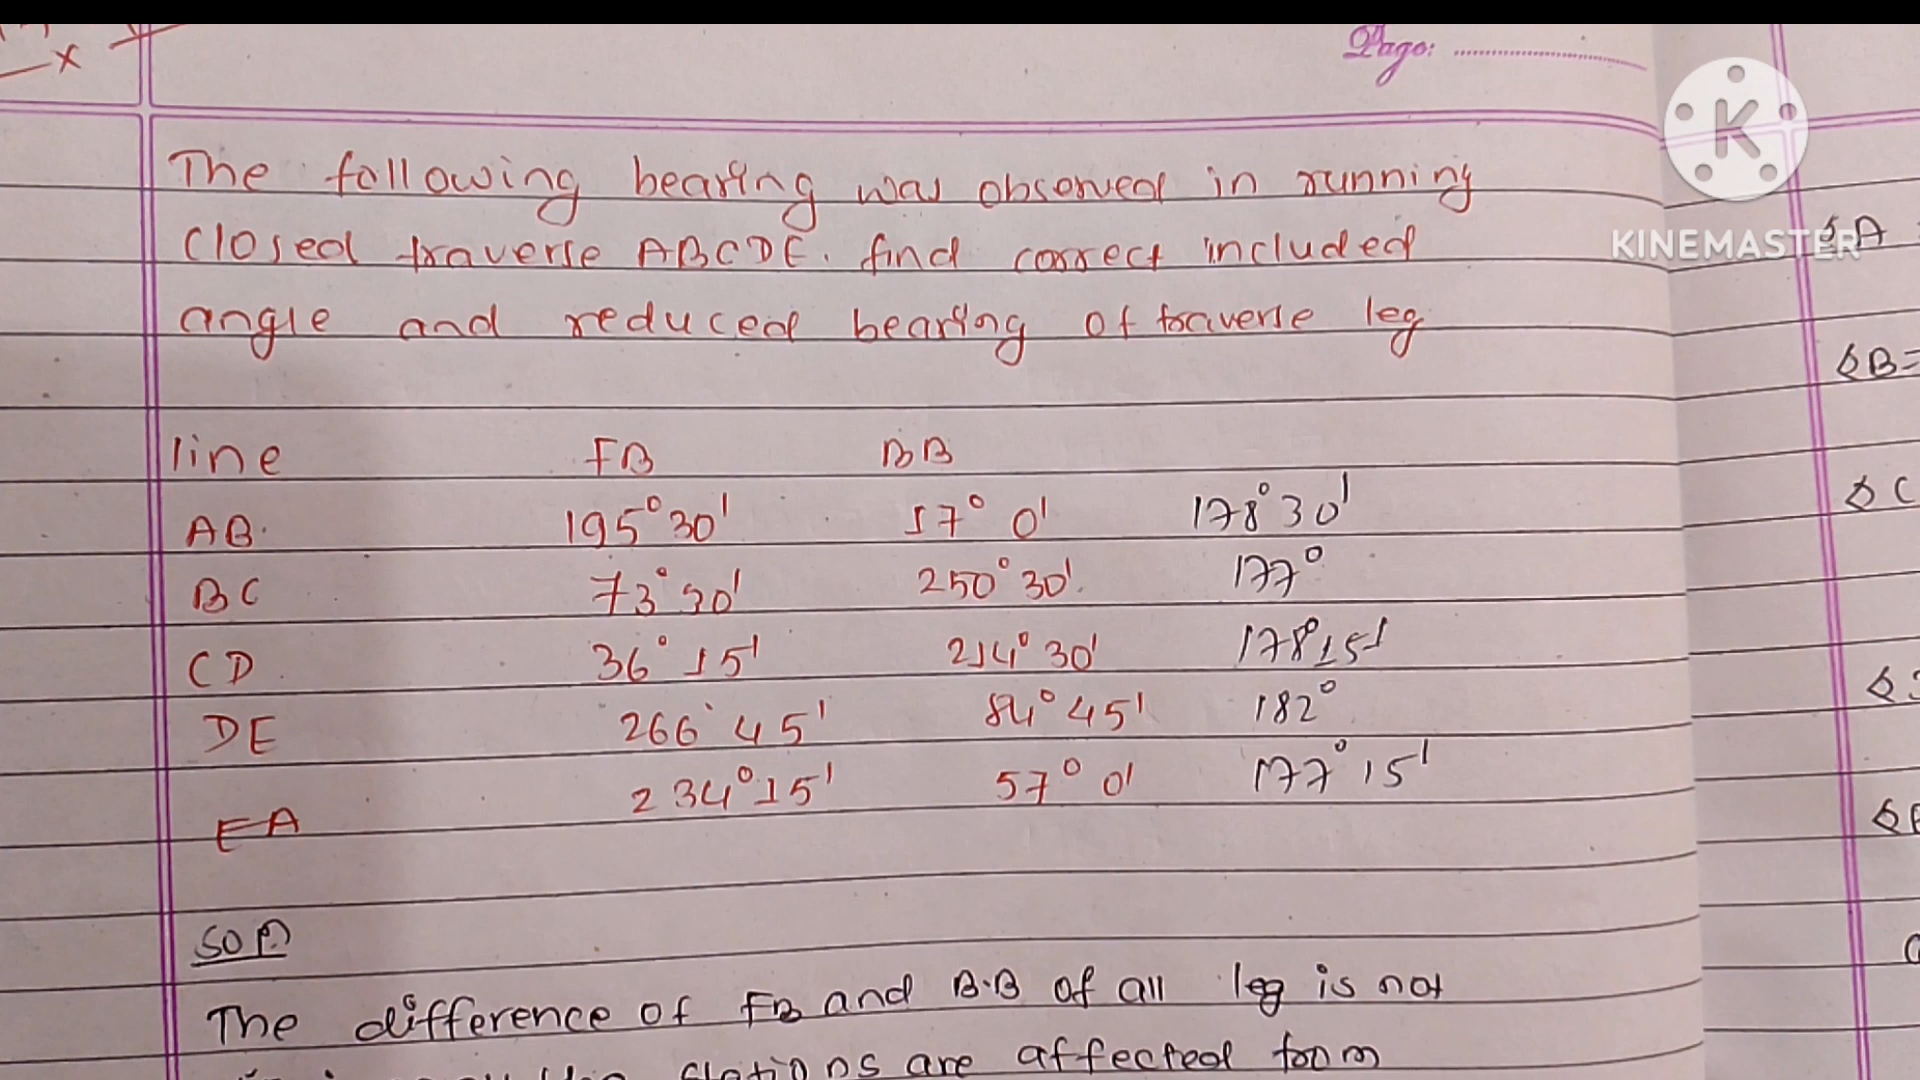 Page:
The following bearing was observed in running
closed traverse ABCDE. find correct included
angle and reduced bearing of traverse leg
line FB BB
AB. 195°30' 17° 0' 178°30'
BC 73°30' 250°30'. 177°
CD 36°15' 214°30' 178°15'
DE 266°45' 84°45' 182°
EA 234°15' 57° 0' 177°15'
The difference of FB and B.B of all leg is not
stations are affected from
KINEMASTER
K
A
B=
C
x